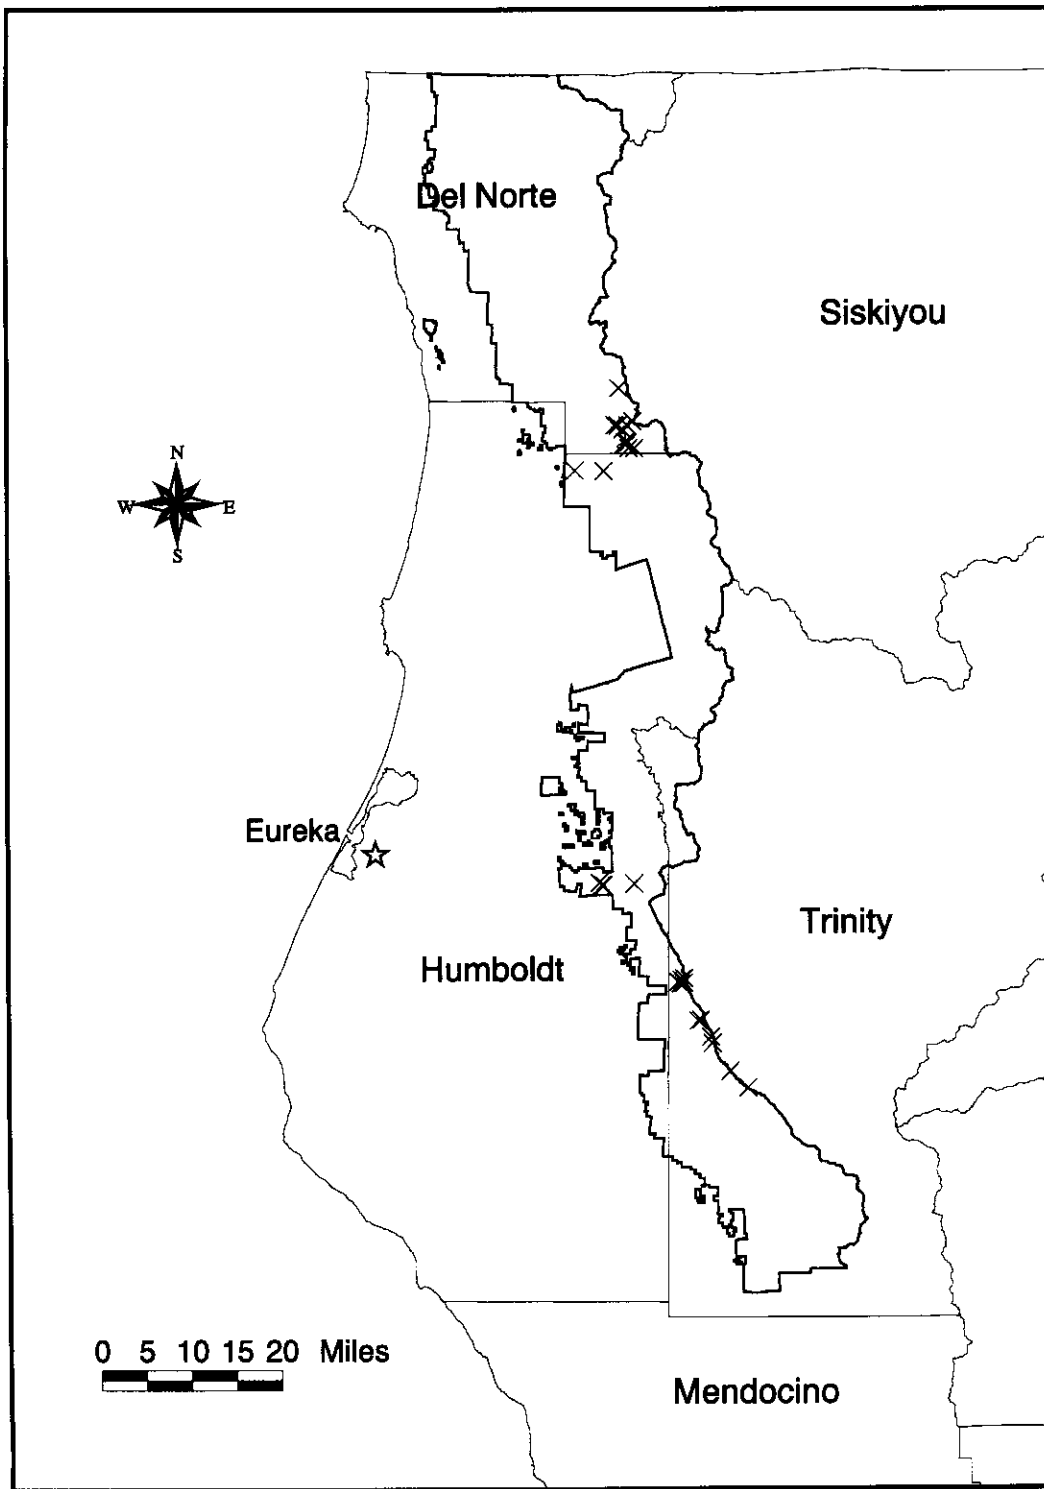 Del Norte
Siskiyou
N
W E
S
Eureka
Trinity
Humboldt
0 5 10 15 20 Miles
Mendocino